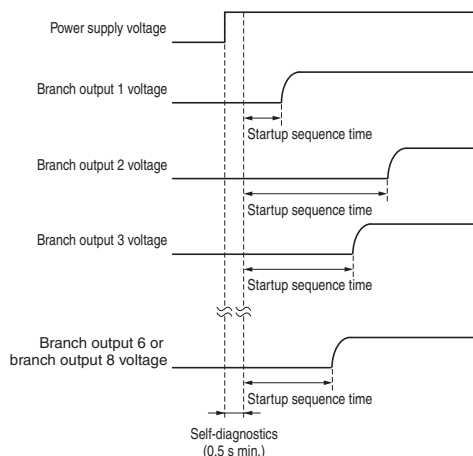 Power supply voltage
Branch output 1 voltage
Startup sequence time
Branch output 2 voltage
Startup sequence time
Branch output 3 voltage
Startup sequence time
Branch output 6 or
branch output 8 voltage
Startup sequence time
Self-diagnostics
(0.5 s min.)